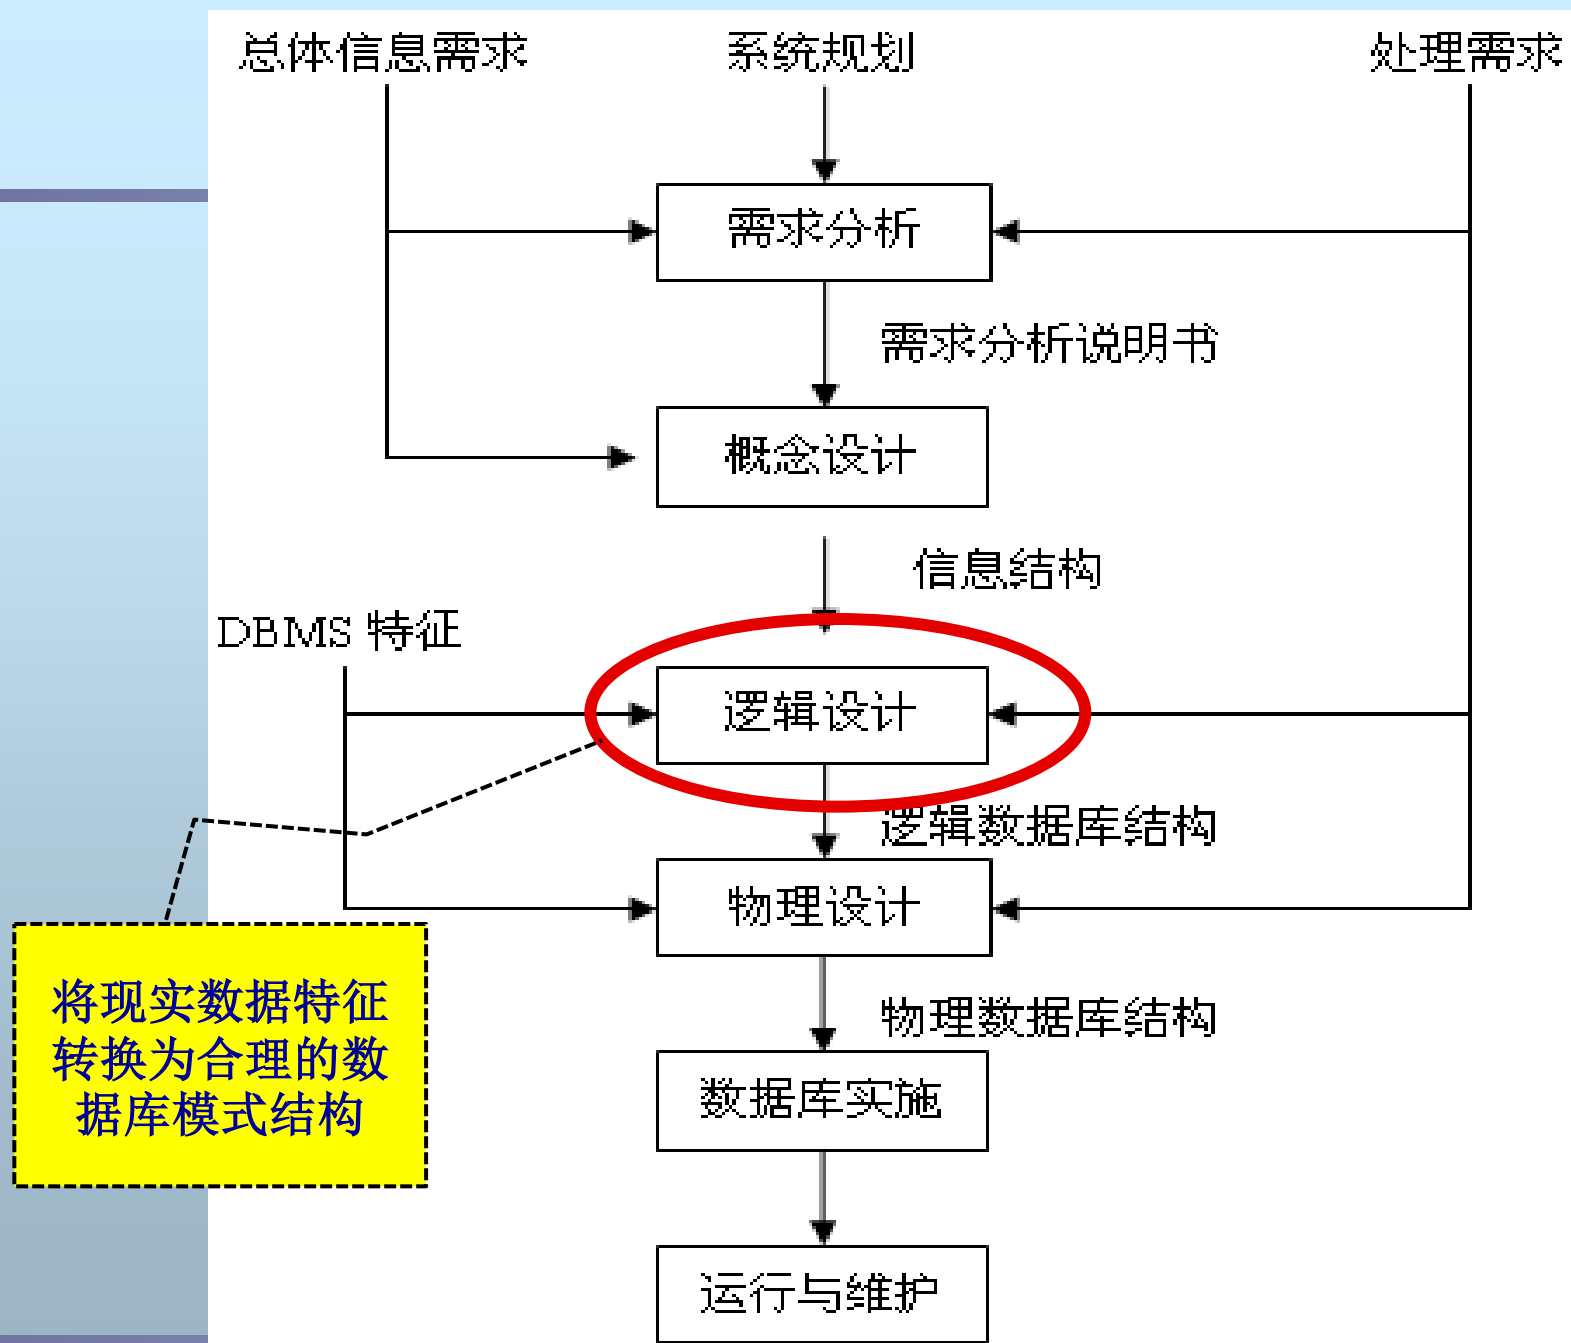 总体信息需求
系统规划
处理需求
需求分析
需求分析说明书
概念设计
信息结构
DBMS 特征
逻辑设计
逻辑数据库结构
物理设计
物理数据库结构
将现实数据特征
转换为合理的数
据库模式结构
数据库实施
运行与维护